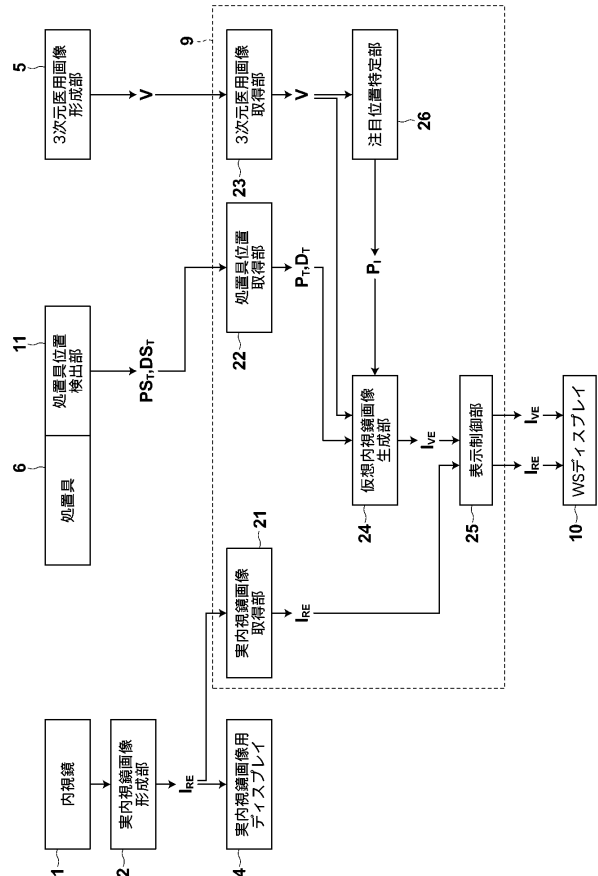 1
内視鏡
2
実内視鏡画像
形成部
I_RE
4
実内視鏡画像用
ディスプレイ
6
処置具
11
処置具位置
検出部
PS_T,DS_T
5
3次元医用画像
形成部
V
9
21
実内視鏡画像
取得部
I_RE
22
処置具位置
取得部
P_T,D_T
23
3次元医用画像
取得部
V
24
仮想内視鏡画像
生成部
P_I
26
注目位置特定部
I_VE
25
表示制御部
I_RE
I_VE
10
WSディスプレイ